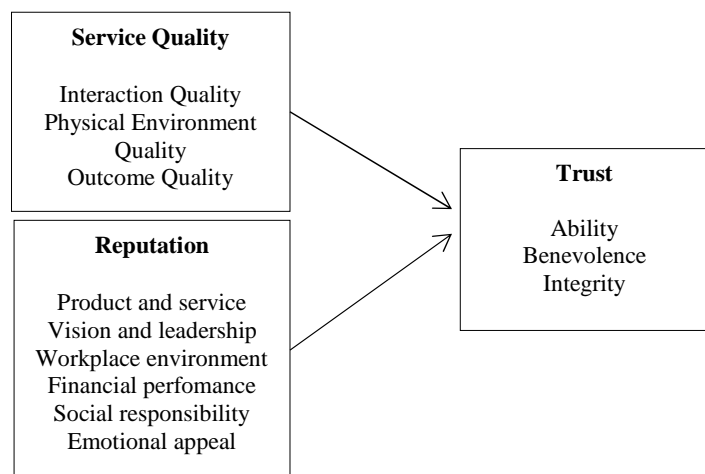 Service Quality
Interaction Quality
Physical Environment
Quality
Outcome Quality
Reputation
Product and service
Vision and leadership
Workplace environment
Financial perfomance
Social responsibility
Emotional appeal
Trust
Ability
Benevolence
Integrity